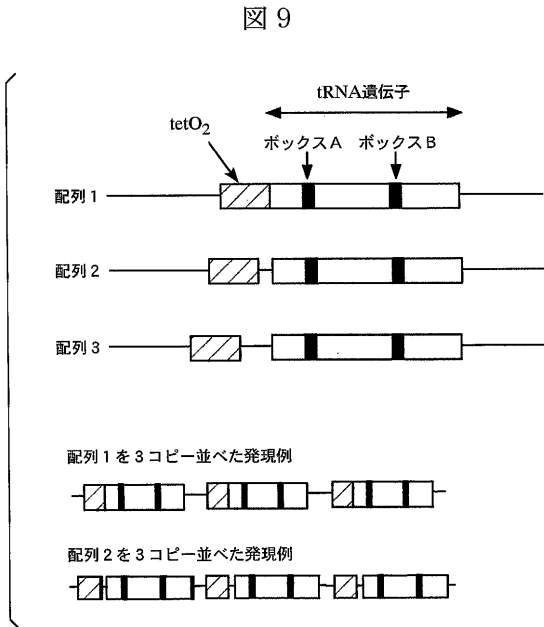 図9
tRNA遺伝子
tetO2
ボックスA ボックスB
配列1
配列2
配列3
配列1を3コピー並べた発現例
配列2を3コピー並べた発現例